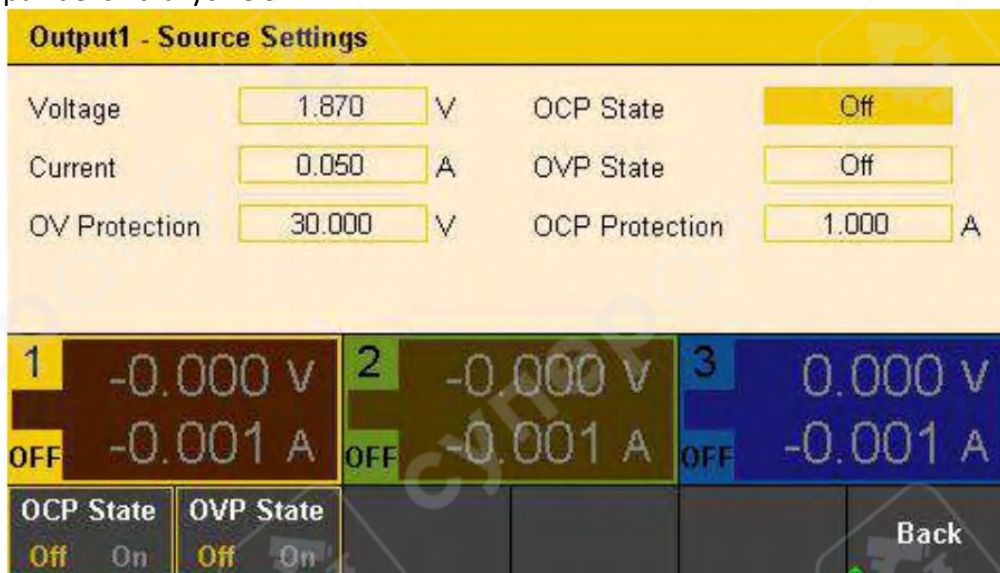 Output1 - Source Settings
Voltage 1.870 V OCP State Off
Current 0.050 A OVP State Off
OV Protection 30.000 V OCP Protection 1.000 A
1 -0.000 V 2 -0.000 V 3 0.000 V
OFF -0.001 A OFF -0.001 A OFF -0.001 A
OCP State OVP State
Off On Off On Back